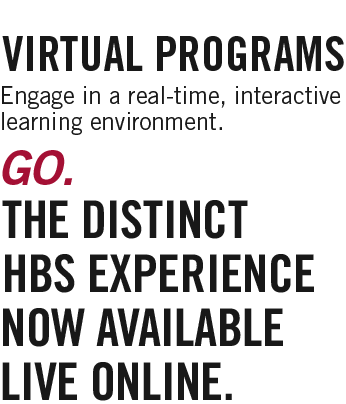 VIRTUAL PROGRAMS
Engage in a real-time, interactive
learning environment.
GO.
THE DISTINCT
HBS EXPERIENCE
NOW AVAILABLE
LIVE ONLINE.